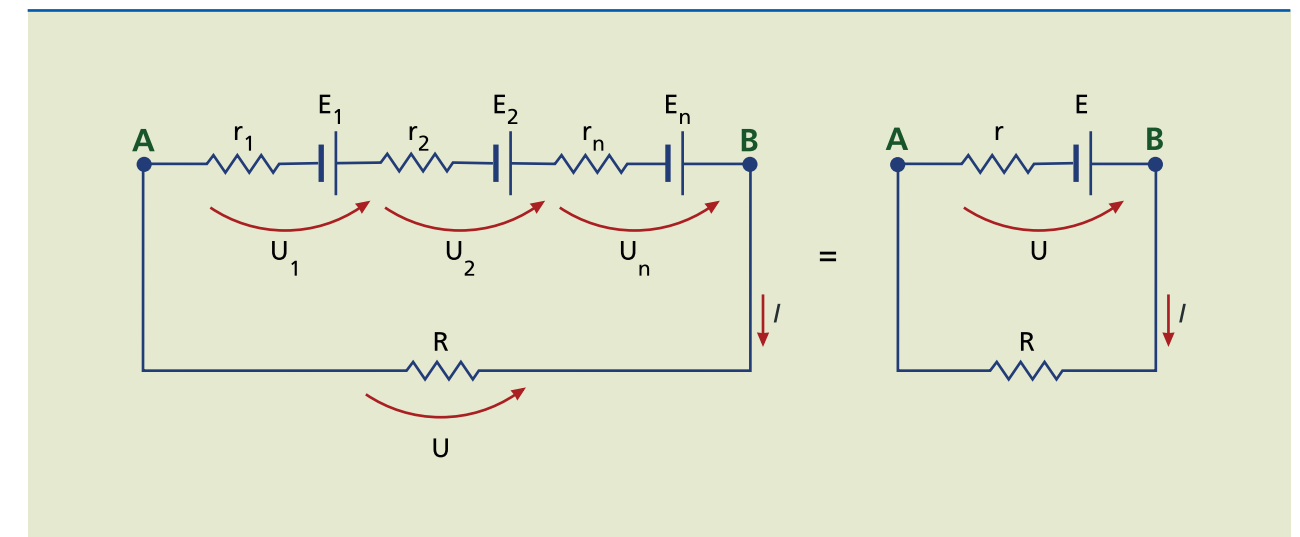 E1 E2 En E
A r1 r2 rn B A r B
U1 U2 Un = U
I I
R R
U